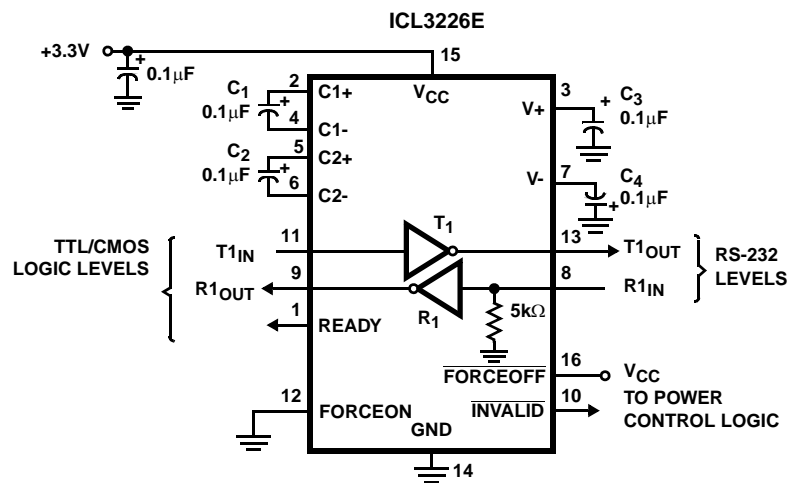 ICL3226E
+3.3V
+
0.1µF
15
VCC
C1
0.1µF
+
2
C1+
4
C1-
C2
0.1µF
+
5
C2+
6
C2-
3
V+
+
C3
0.1µF
7
V-
C4
0.1µF
+
TTL/CMOS
LOGIC LEVELS
T1IN
11
T1
13
T1OUT
R1OUT
9
R1
5kΩ
8
R1IN
RS-232
LEVELS
1
READY
FORCEOFF
16
VCC
TO POWER
CONTROL LOGIC
INVALID
10
12
FORCEON
GND
14